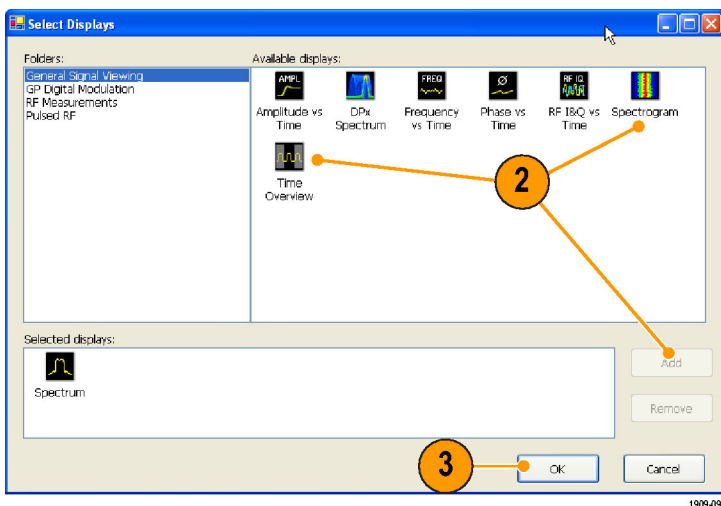 Select Displays
Folders:
General Signal Viewing
GP Digital Modulation
RF Measurements
Pulsed RF
Available displays:
AMPL
FREQ
RF IQ
Amplitude vs Time
DPx Spectrum
Frequency vs Time
Phase vs Time
RF I&Q vs Time
Spectrogram
Time Overview
2
Selected displays:
Spectrum
Add
Remove
3
OK
Cancel
1909-09